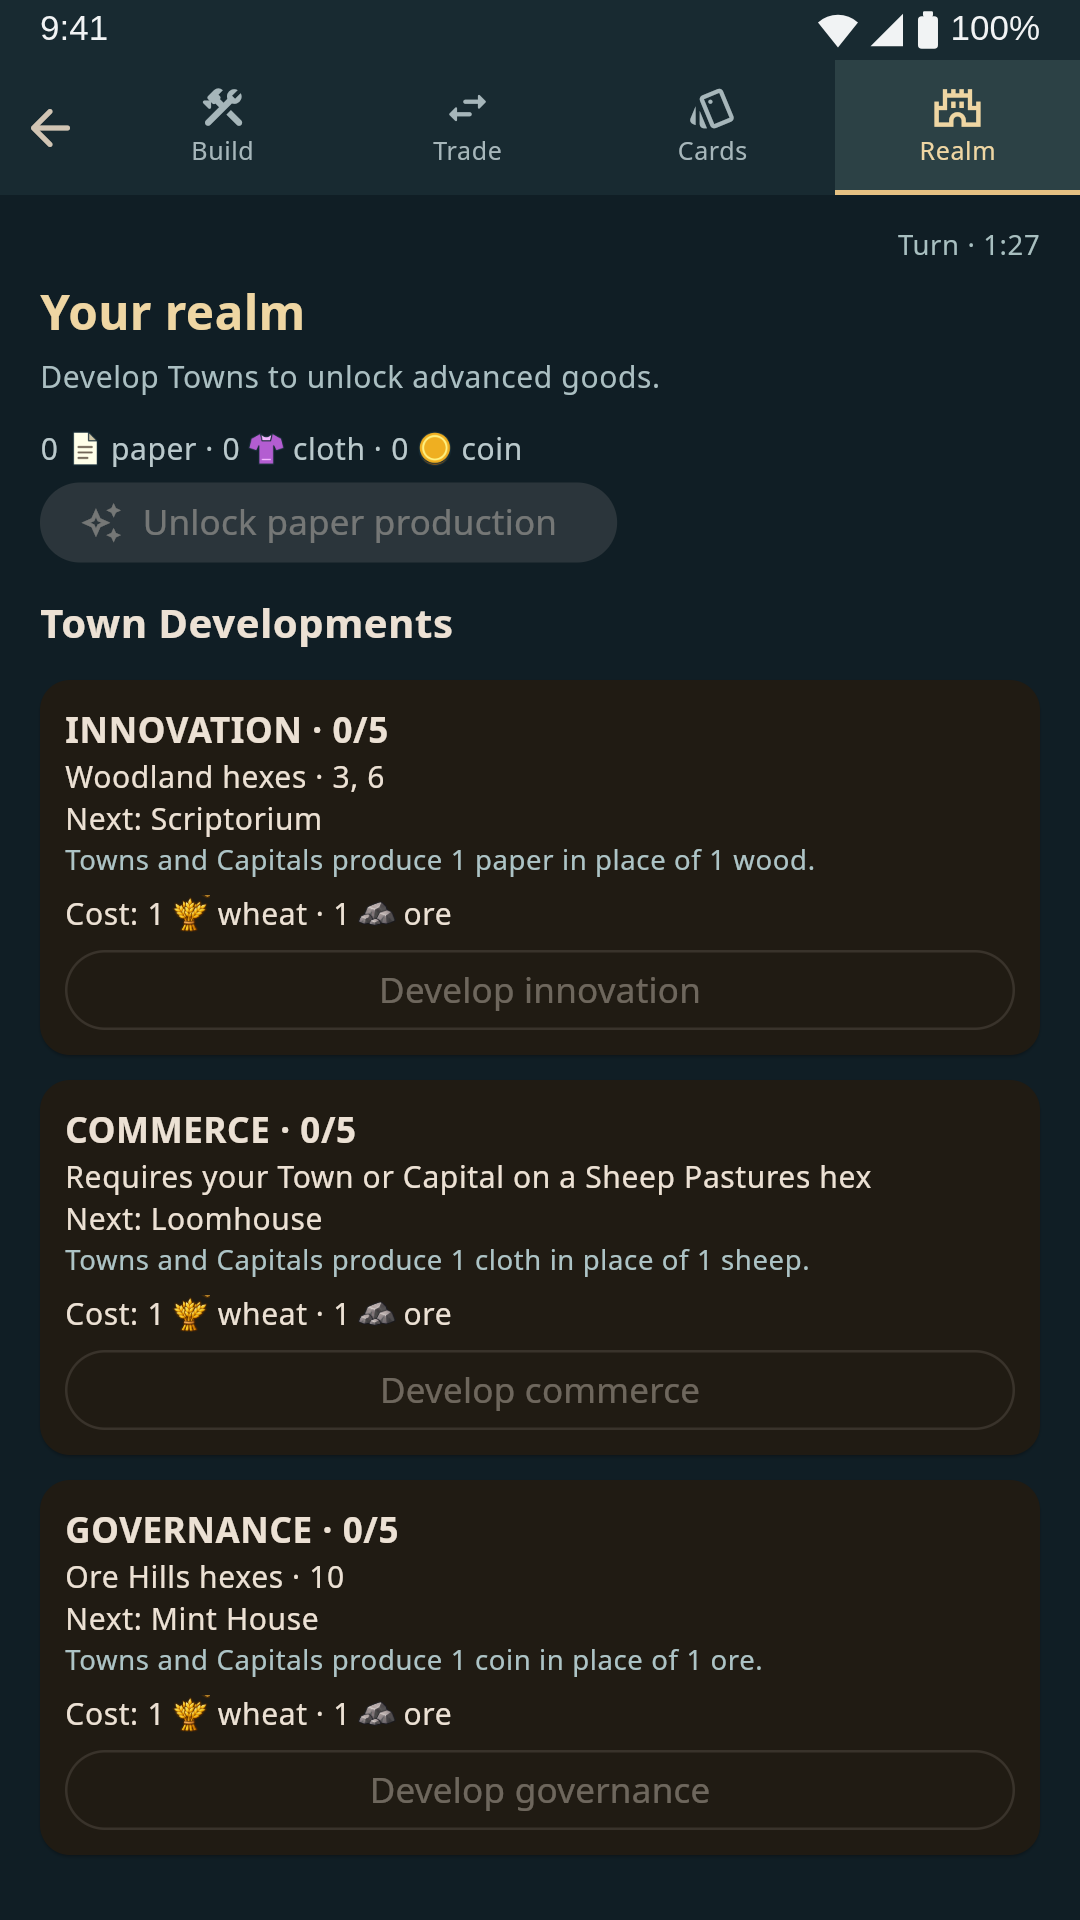 9:41
100%
Build
Trade
Cards
Realm
Turn · 1:27
Your realm
Develop Towns to unlock advanced goods.
0 paper · 0 cloth · 0 coin
Unlock paper production
Town Developments
INNOVATION · 0/5
Woodland hexes · 3, 6
Next: Scriptorium
Towns and Capitals produce 1 paper in place of 1 wood.
Cost: 1 wheat · 1 ore
Develop innovation
COMMERCE · 0/5
Requires your Town or Capital on a Sheep Pastures hex
Next: Loomhouse
Towns and Capitals produce 1 cloth in place of 1 sheep.
Cost: 1 wheat · 1 ore
Develop commerce
GOVERNANCE · 0/5
Ore Hills hexes · 10
Next: Mint House
Towns and Capitals produce 1 coin in place of 1 ore.
Cost: 1 wheat · 1 ore
Develop governance